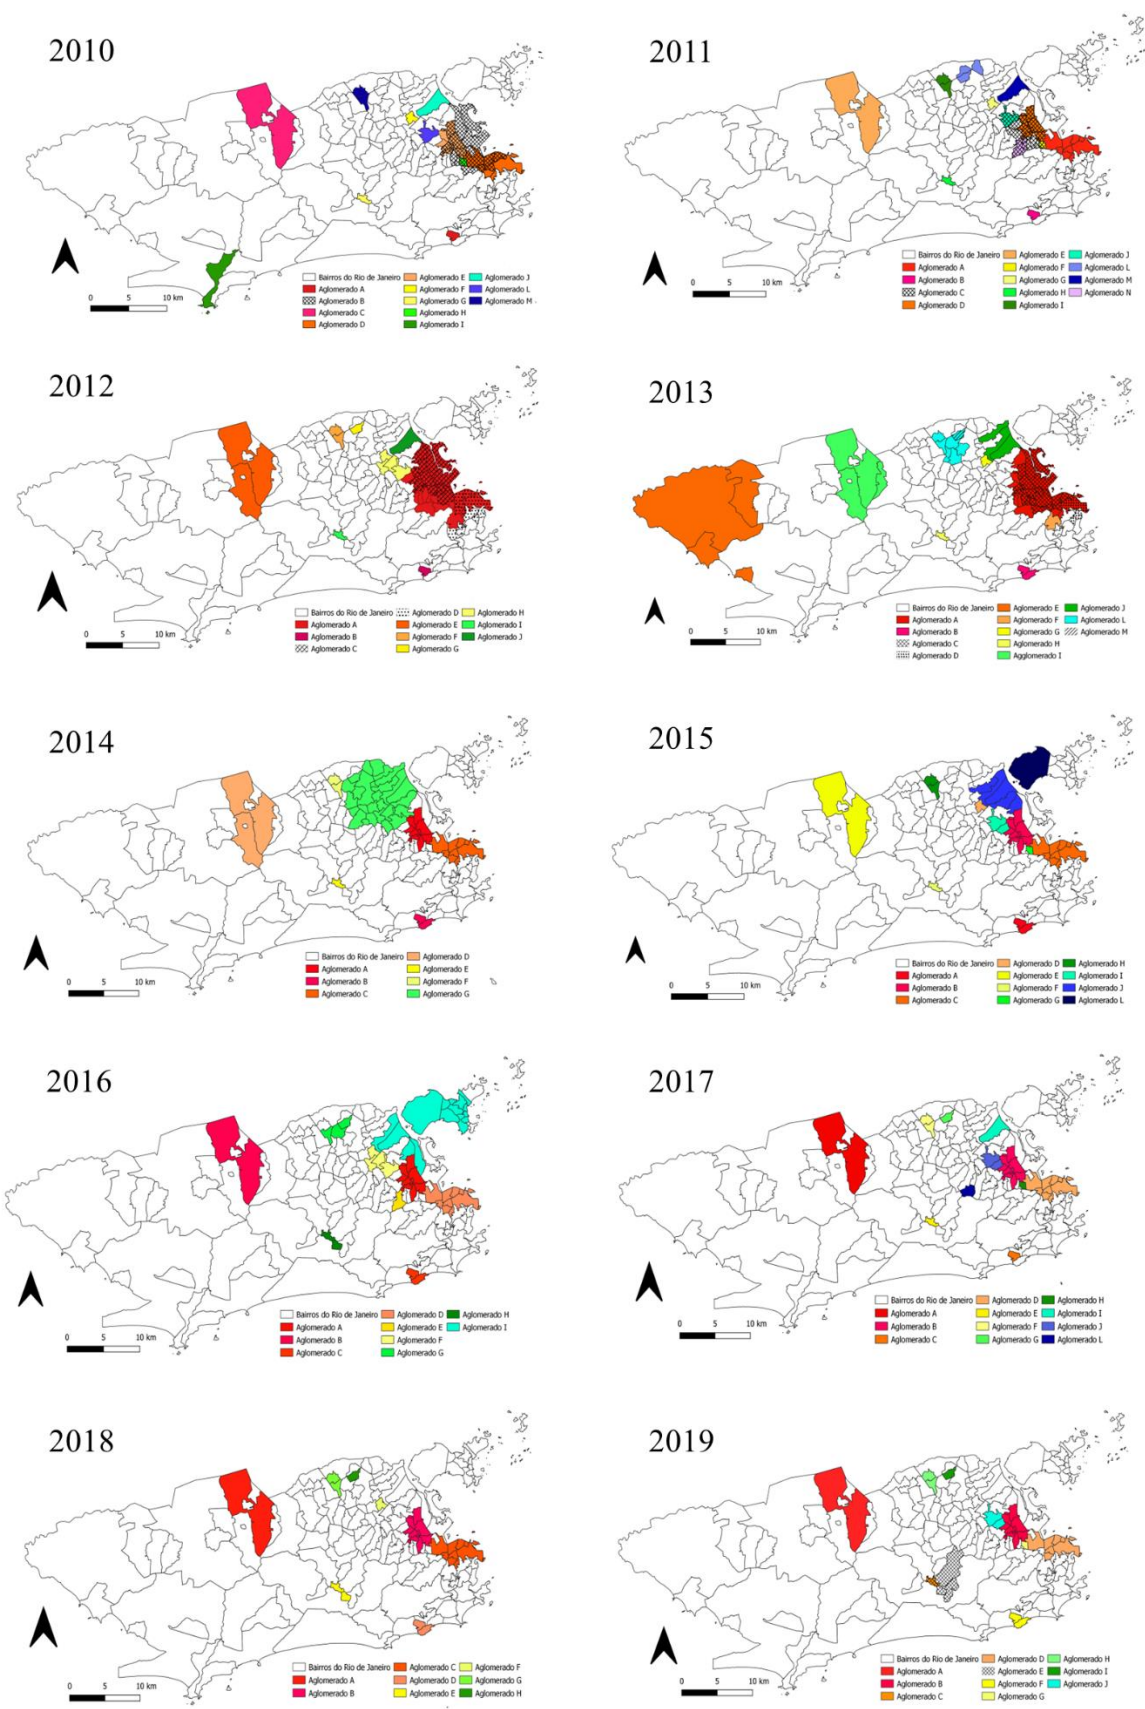 2010
Bairros do Rio de Janeiro
Aglomerado A
Aglomerado B
Aglomerado C
Aglomerado D
Aglomerado E
Aglomerado F
Aglomerado G
Aglomerado H
Aglomerado I
Aglomerado J
Aglomerado L
Aglomerado M
0 5 10 km
2011
Bairros do Rio de Janeiro
Aglomerado A
Aglomerado B
Aglomerado C
Aglomerado D
Aglomerado E
Aglomerado F
Aglomerado G
Aglomerado H
Aglomerado I
Aglomerado J
Aglomerado L
Aglomerado M
Aglomerado N
0 5 10 km
2012
Bairros do Rio de Janeiro
Aglomerado A
Aglomerado B
Aglomerado C
Aglomerado D
Aglomerado E
Aglomerado F
Aglomerado G
Aglomerado H
Aglomerado I
Aglomerado J
0 5 10 km
2013
Bairros do Rio de Janeiro
Aglomerado A
Aglomerado B
Aglomerado C
Aglomerado D
Aglomerado E
Aglomerado F
Aglomerado G
Aglomerado H
Agglomerado I
Aglomerado J
Aglomerado L
Aglomerado M
0 5 10 km
2014
Bairros do Rio de Janeiro
Aglomerado A
Aglomerado B
Aglomerado C
Aglomerado D
Aglomerado E
Aglomerado F
Aglomerado G
0 5 10 km
2015
Bairros do Rio de Janeiro
Aglomerado A
Aglomerado B
Aglomerado C
Aglomerado D
Aglomerado E
Aglomerado F
Aglomerado G
Aglomerado H
Aglomerado I
Aglomerado J
Aglomerado L
0 5 10 km
2016
Bairros do Rio de Janeiro
Aglomerado A
Aglomerado B
Aglomerado C
Aglomerado D
Aglomerado E
Aglomerado F
Aglomerado G
Aglomerado H
Aglomerado I
0 5 10 km
2017
Bairros do Rio de Janeiro
Aglomerado A
Aglomerado B
Aglomerado C
Aglomerado D
Aglomerado E
Aglomerado F
Aglomerado G
Aglomerado H
Aglomerado I
Aglomerado J
Aglomerado L
0 5 10 km
2018
Bairros do Rio de Janeiro
Aglomerado A
Aglomerado B
Aglomerado C
Aglomerado D
Aglomerado E
Aglomerado F
Aglomerado G
Aglomerado H
0 5 10 km
2019
Bairros do Rio de Janeiro
Aglomerado A
Aglomerado B
Aglomerado C
Aglomerado D
Aglomerado E
Aglomerado F
Aglomerado G
Aglomerado H
Aglomerado I
Aglomerado J
0 5 10 km